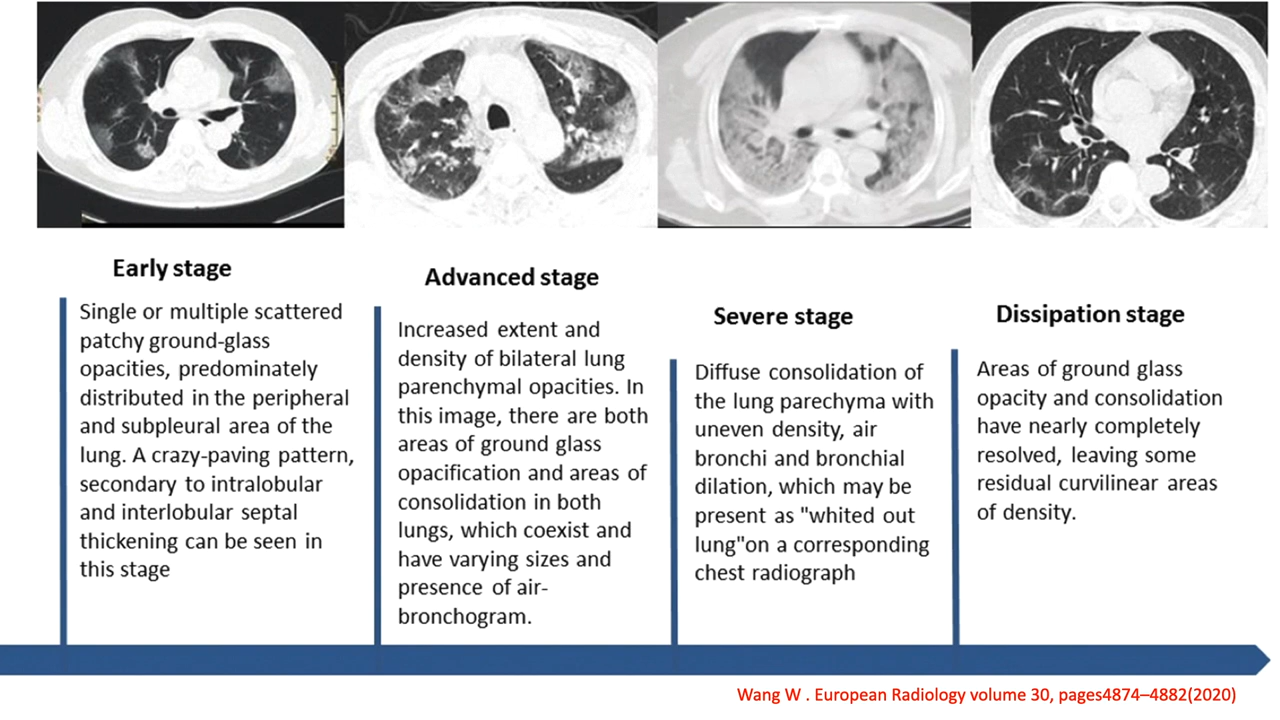 Early stage
Single or multiple scattered
patchy ground-glass
opacities, predominately
distributed in the peripheral
and subpleural area of the
lung. A crazy-paving pattern,
secondary to intralobular
and interlobular septal
thickening can be seen in
this stage
Advanced stage
Increased extent and
density of bilateral lung
parenchymal opacities. In
this image, there are both
areas of ground glass
opacification and areas of
consolidation in both
lungs, which coexist and
have varying sizes and
presence of air-
bronchogram.
Severe stage
Diffuse consolidation of
the lung parechyma with
uneven density, air
bronchi and bronchial
dilation, which may be
present as "whited out
lung"on a corresponding
chest radiograph
Dissipation stage
Areas of ground glass
opacity and consolidation
have nearly completely
resolved, leaving some
residual curvilinear areas
of density.
Wang W . European Radiology volume 30, pages4874–4882(2020)